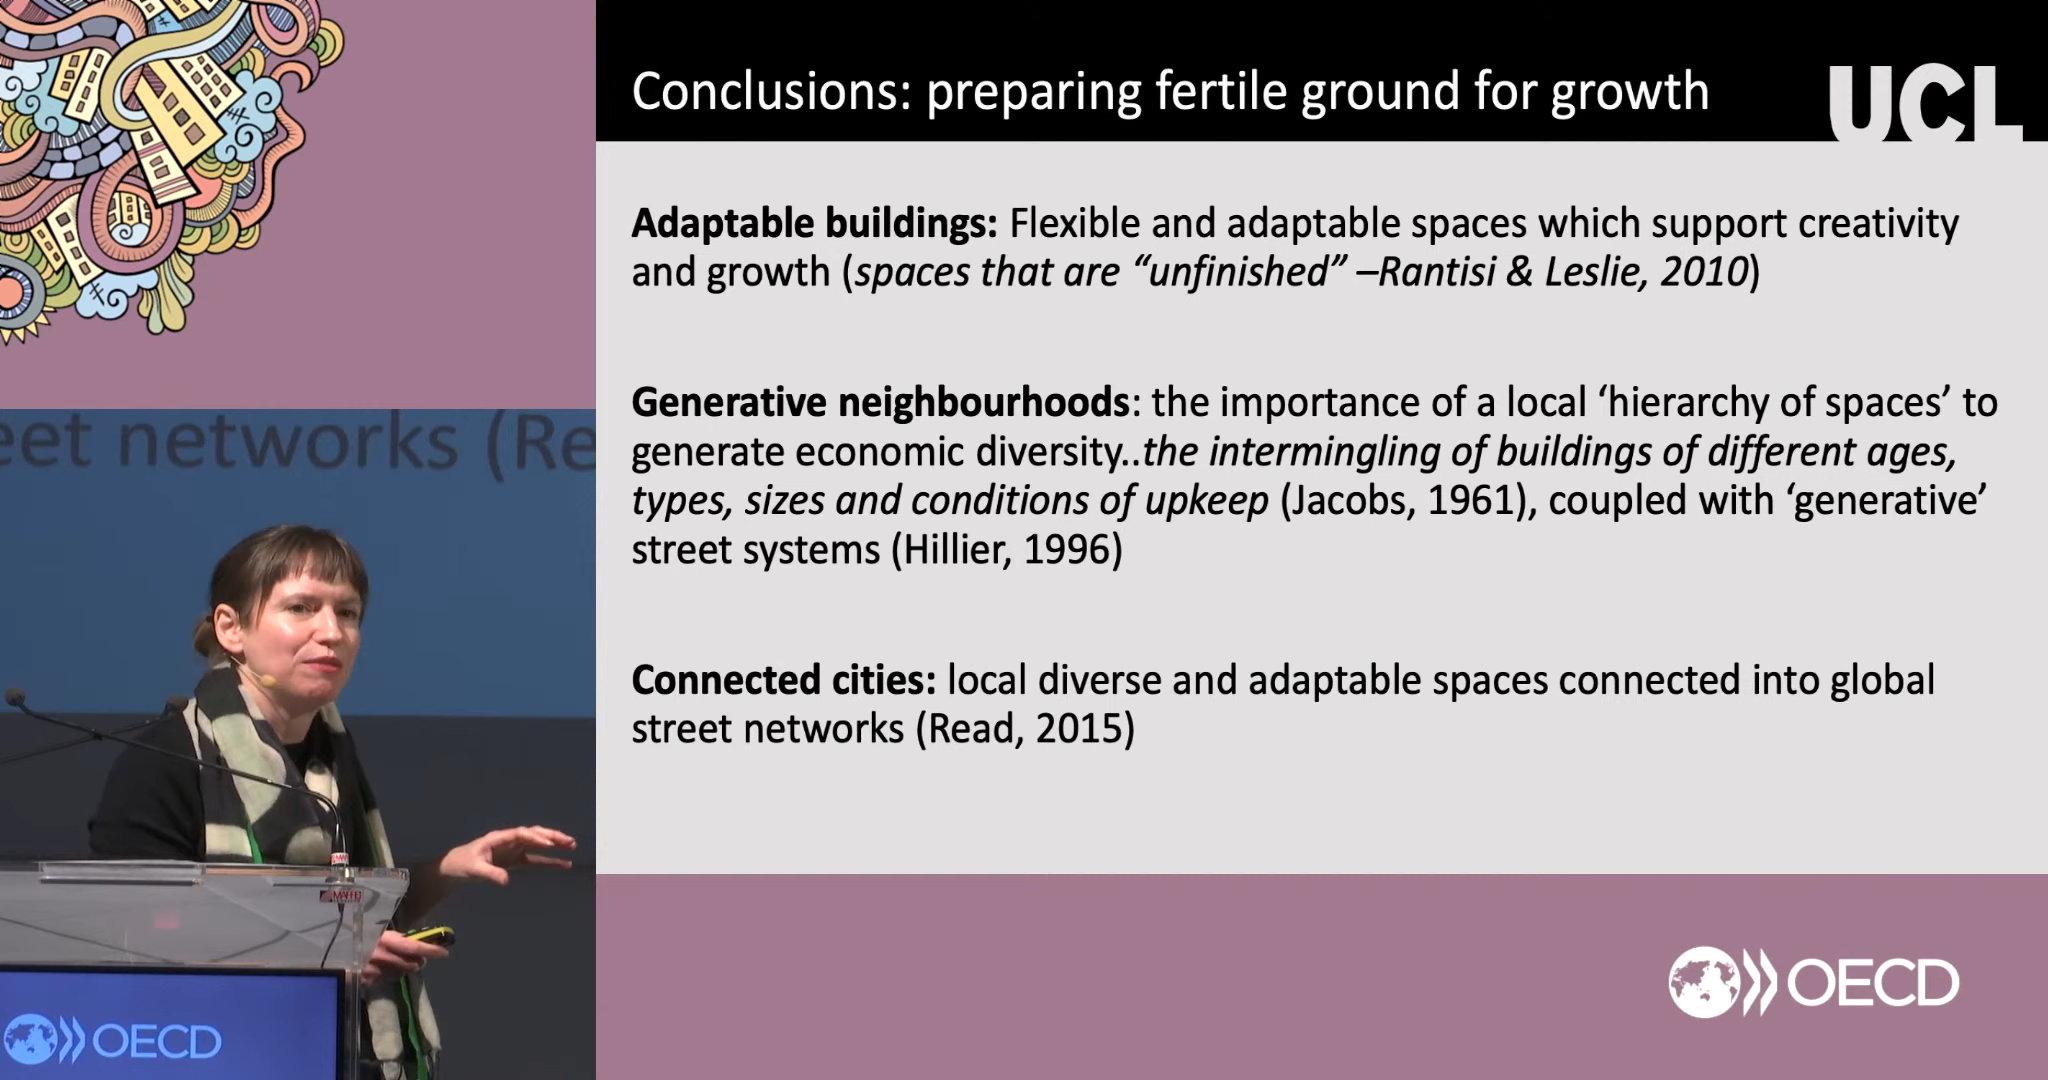 Conclusions: preparing fertile ground for growth
UCL
Adaptable buildings: Flexible and adaptable spaces which support creativity
and growth (spaces that are “unfinished” –Rantisi & Leslie, 2010)
Generative neighbourhoods: the importance of a local ‘hierarchy of spaces’ to
generate economic diversity..the intermingling of buildings of different ages,
types, sizes and conditions of upkeep (Jacobs, 1961), coupled with ‘generative’
street systems (Hillier, 1996)
Connected cities: local diverse and adaptable spaces connected into global
street networks (Read, 2015)
eet networks (Re
OECD
OECD